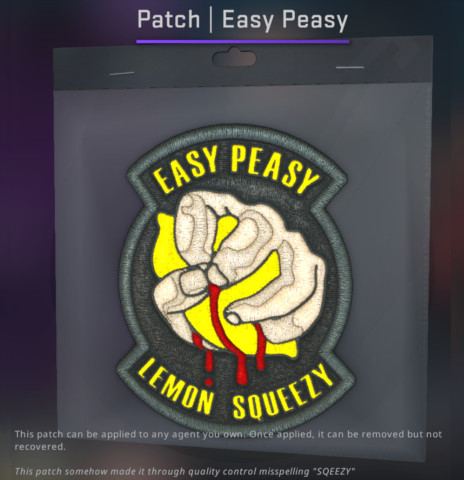 Patch | Easy Peasy
EASY PEASY
LEMON SQUEEZY
This patch can be applied to any agent you own. Once applied, it can be removed but not
recovered.
This patch somehow made it through quality control misspelling "SQEEZY"